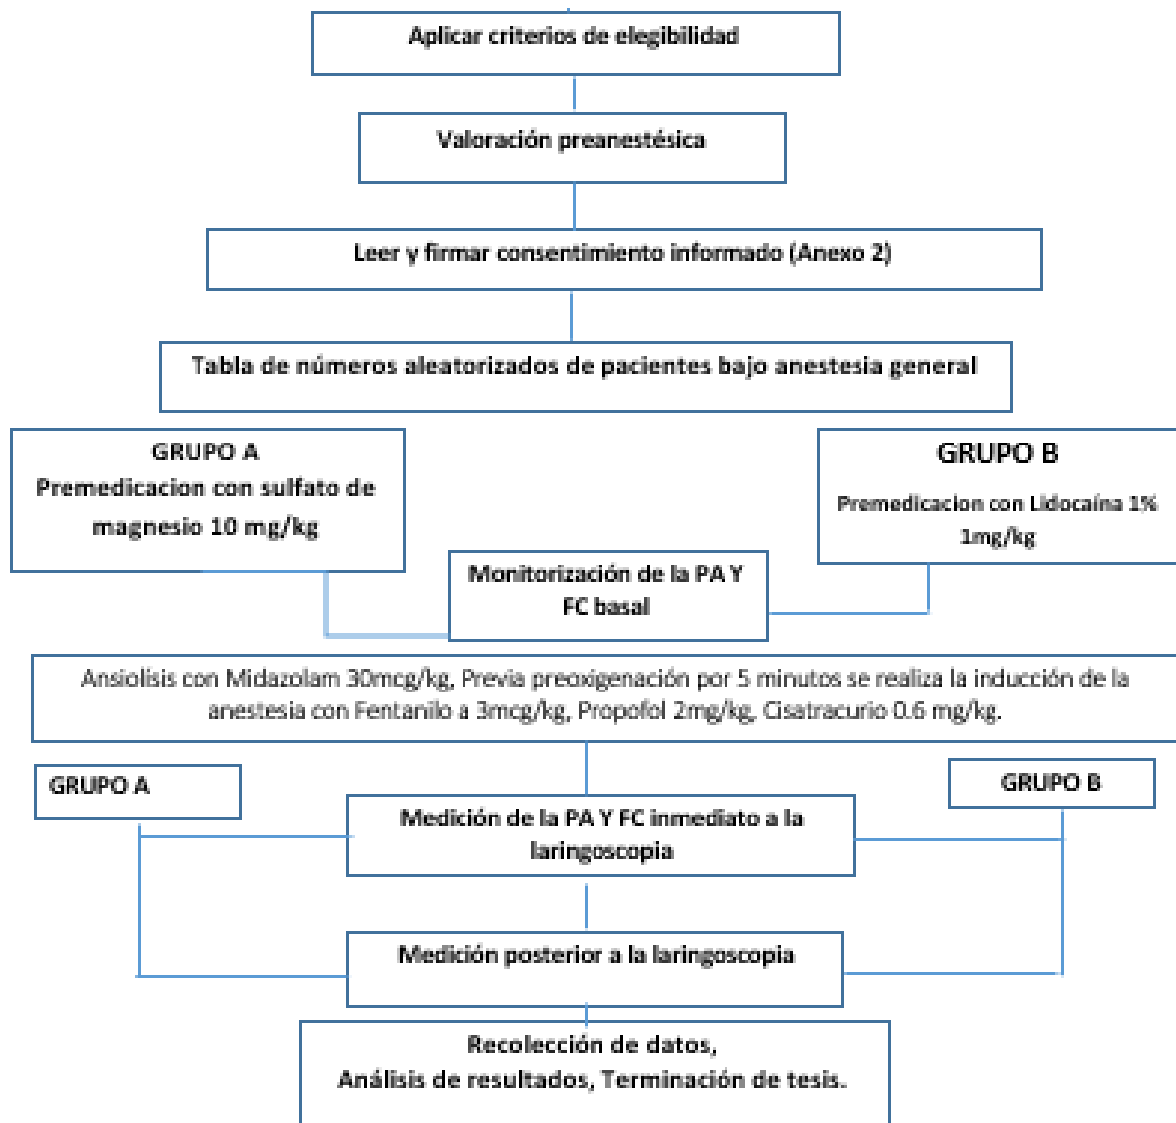 Aplicar criterios de elegibilidad
Valoración preanestésica
Leer y firmar consentimiento informado (Anexo 2)
Tabla de números aleatorizados de pacientes bajo anestesia general
GRUPO A
Premedicacion con sulfato de
magnesio 10 mg/kg
GRUPO B
Premedicacion con Lidocaína 1%
1mg/kg
Monitorización de la PA Y
FC basal
Ansiolisis con Midazolam 30mcg/kg, Previa preoxigenación por 5 minutos se realiza la inducción de la
anestesia con Fentanilo a 3mcg/kg, Propofol 2mg/kg, Cisatracurio 0.6 mg/kg.
GRUPO A
GRUPO B
Medición de la PA Y FC inmediato a la
laringoscopia
Medición posterior a la laringoscopia
Recolección de datos,
Análisis de resultados, Terminación de tesis.